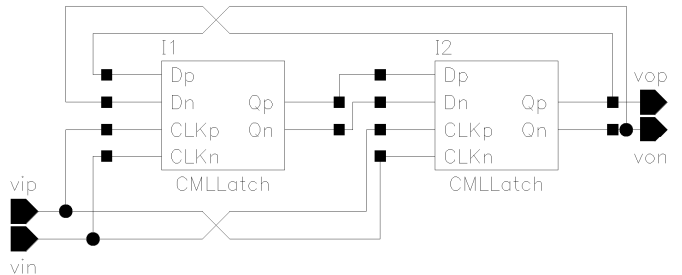 I1
I2
Dp
Dn Qp
CLKp Qn
CLKn
CMLLatch
Dp
Dn Qp
CLKp Qn
CLKn
CMLLatch
vop
von
vip
vin